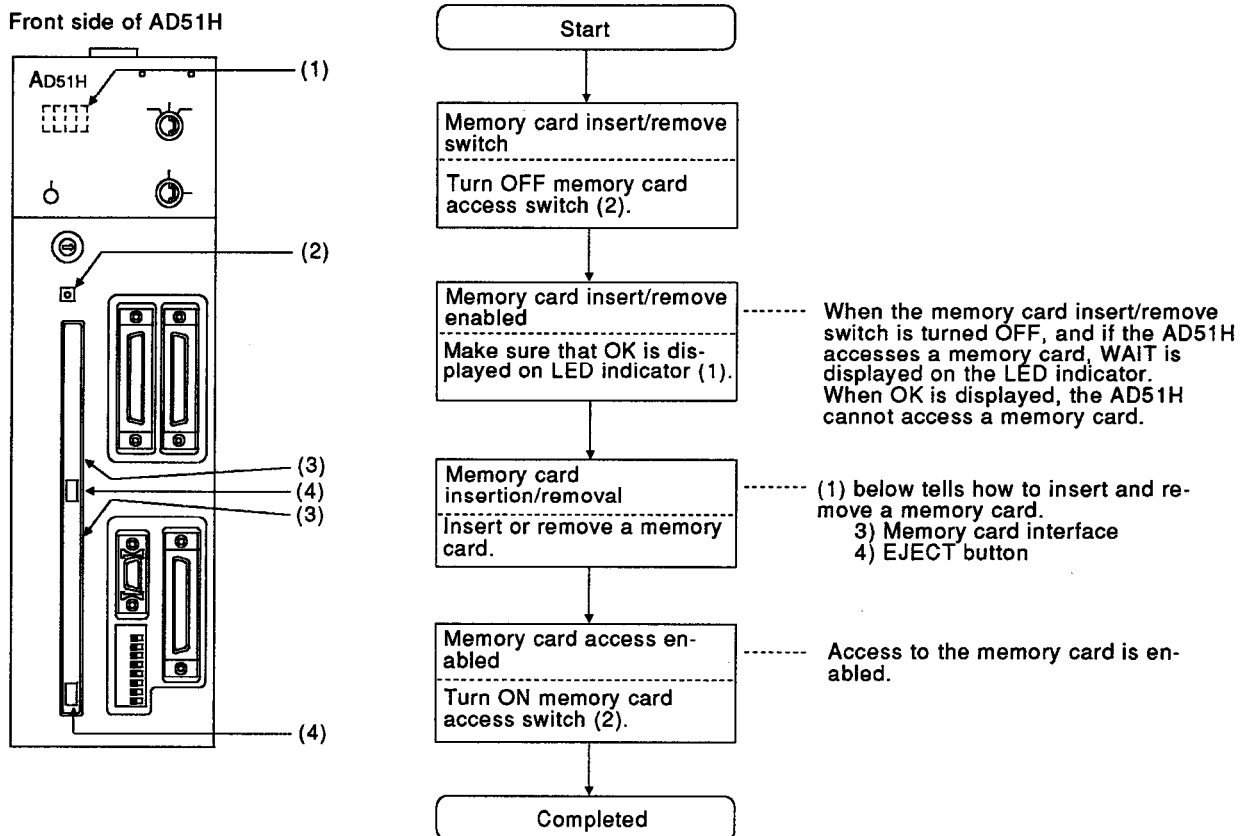 Front side of AD51H
AD51H
(1)
(2)
(3)
(4)
(3)
(4)
Start
Memory card insert/remove
switch
Turn OFF memory card
access switch (2).
Memory card insert/remove
enabled
Make sure that OK is dis-
played on LED indicator (1).
When the memory card insert/remove
switch is turned OFF, and if the AD51H
accesses a memory card, WAIT is
displayed on the LED indicator.
When OK is displayed, the AD51H
cannot access a memory card.
Memory card
insertion/removal
Insert or remove a memory
card.
(1) below tells how to insert and re-
move a memory card.
3) Memory card interface
4) EJECT button
Memory card access en-
abled
Turn ON memory card
access switch (2).
Access to the memory card is en-
abled.
Completed